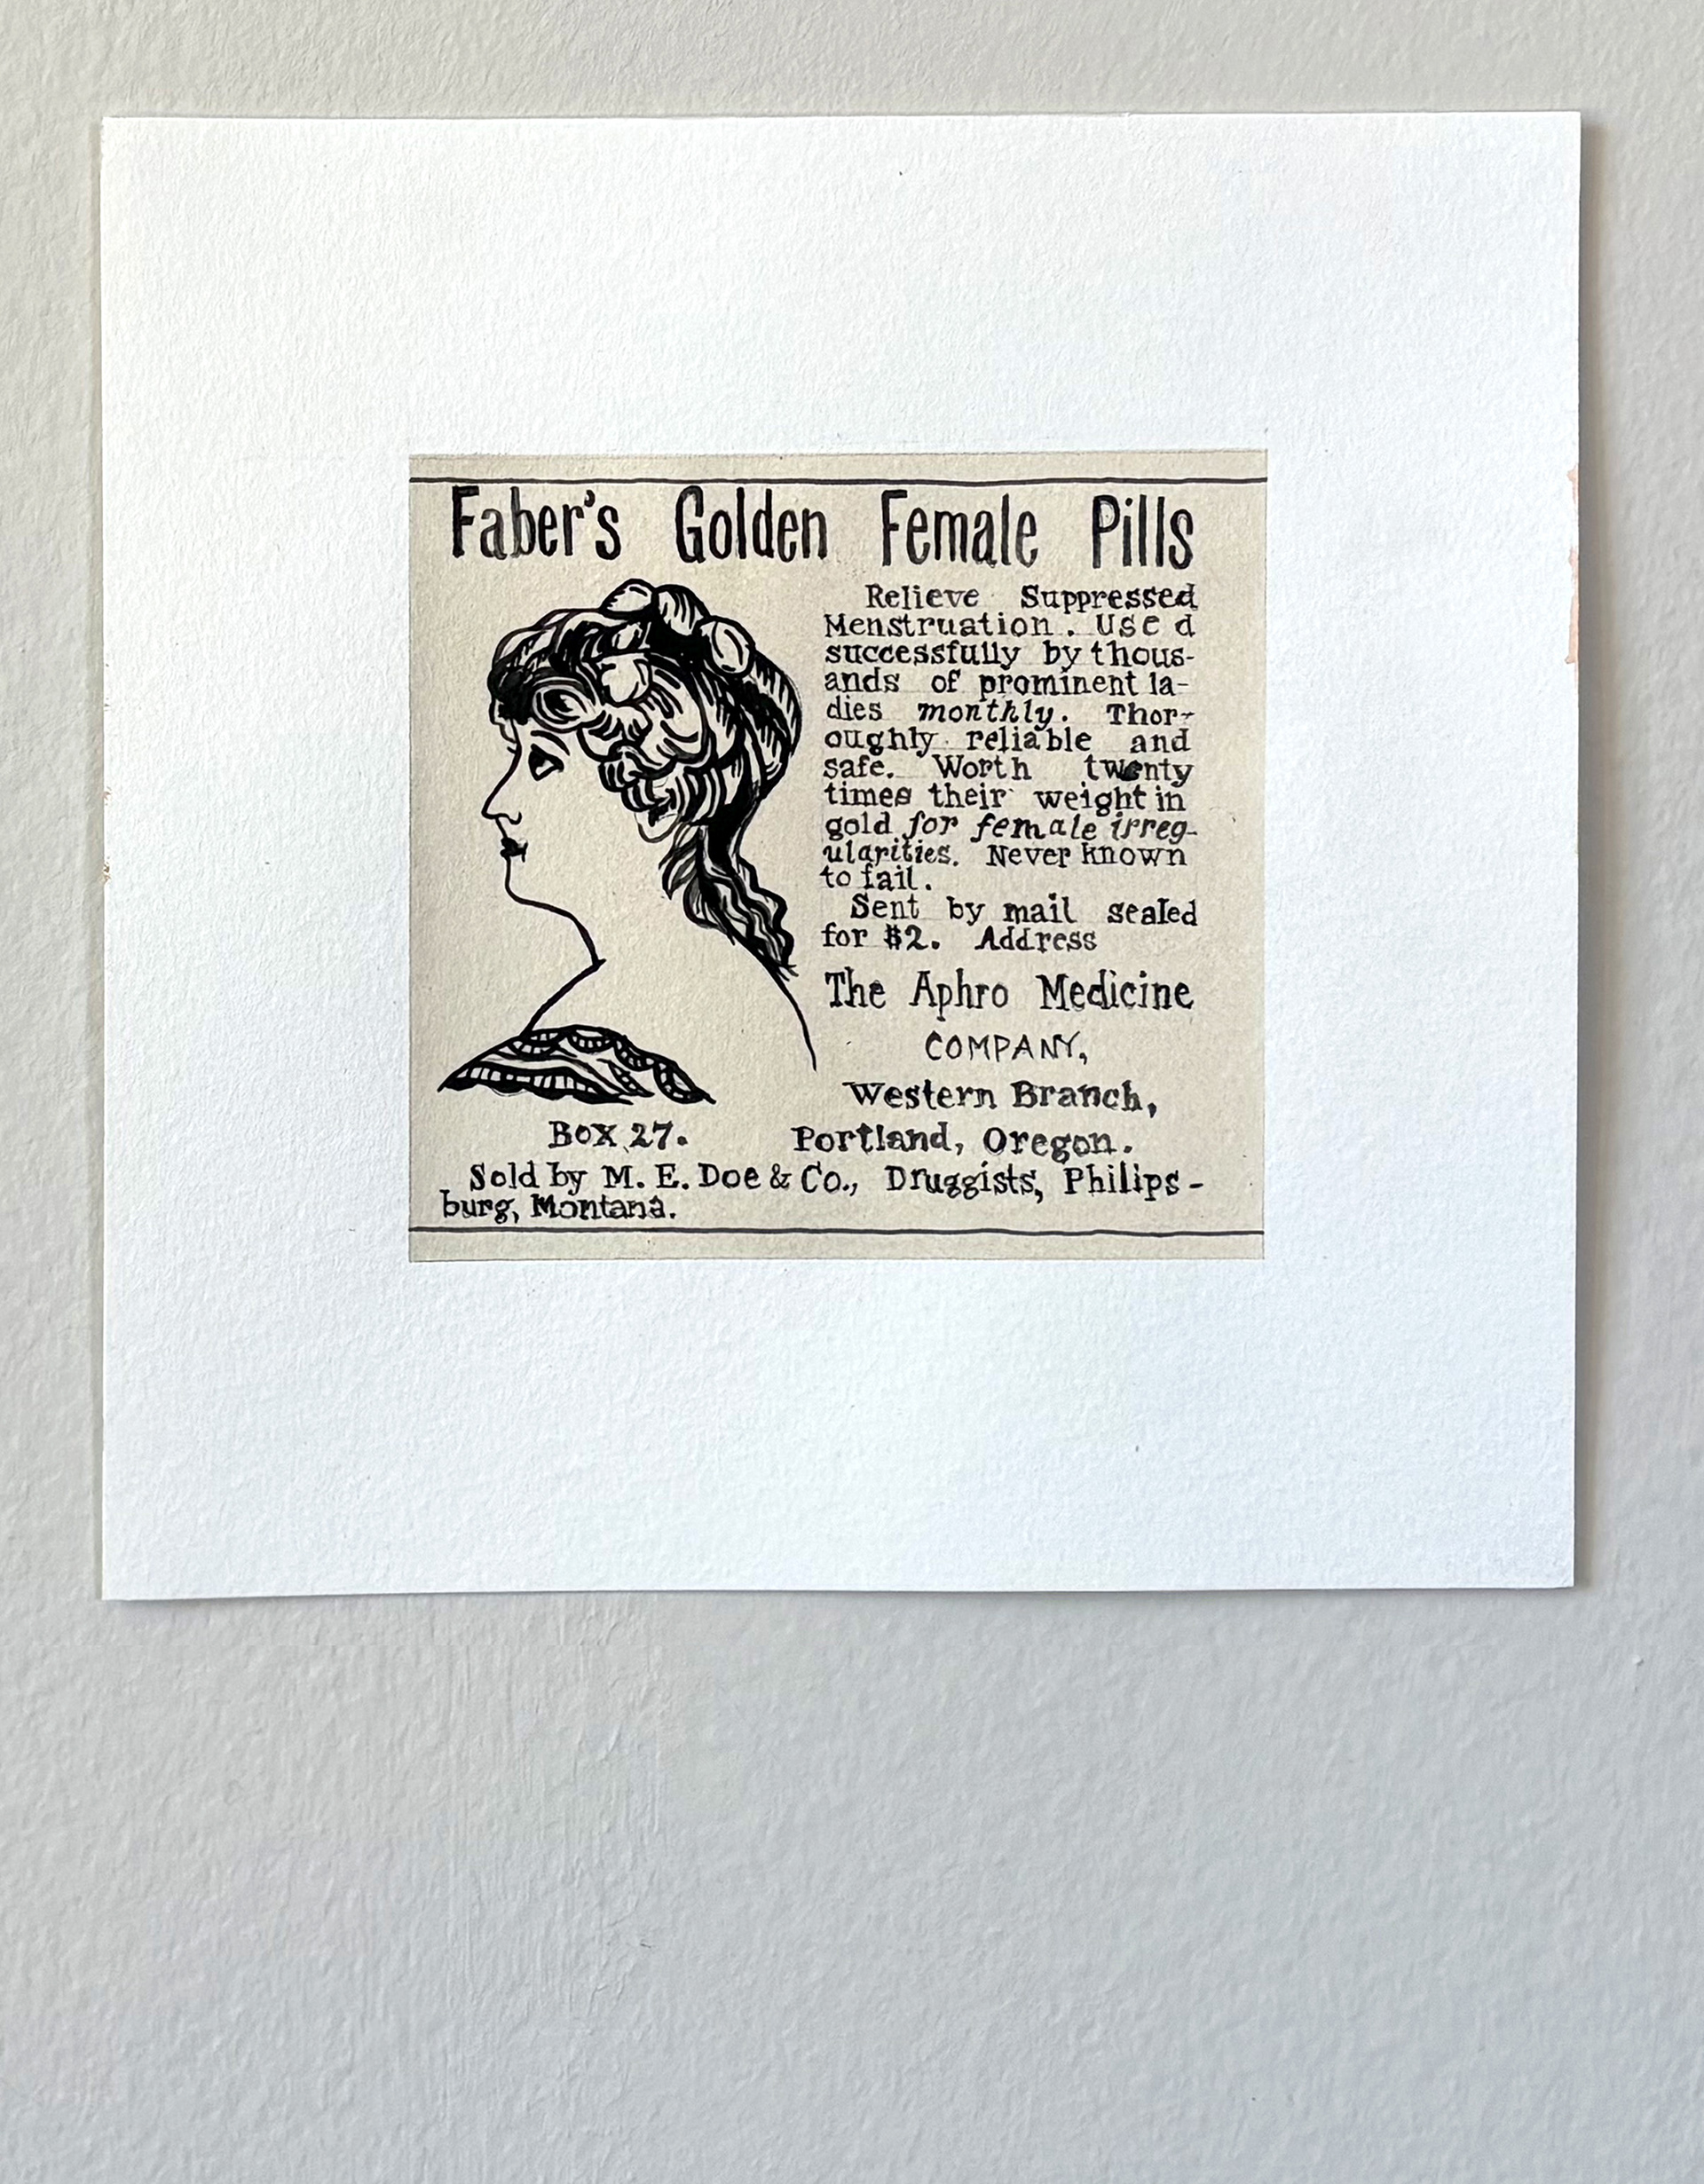 Faber's Golden Female Pills
Relieve Suppressed
Menstruation. Used
successfully by thous-
ands of prominent la-
dies monthly. Thor-
oughly reliable and
safe. Worth twenty
times their weight in
gold for female irreg-
ularities. Never known
to fail.
Sent by mail sealed
for $2. Address
The Aphro Medicine
COMPANY,
Western Branch,
Box 27. Portland, Oregon.
Sold by M. E. Doe & Co., Druggists, Philips-
burg, Montana.